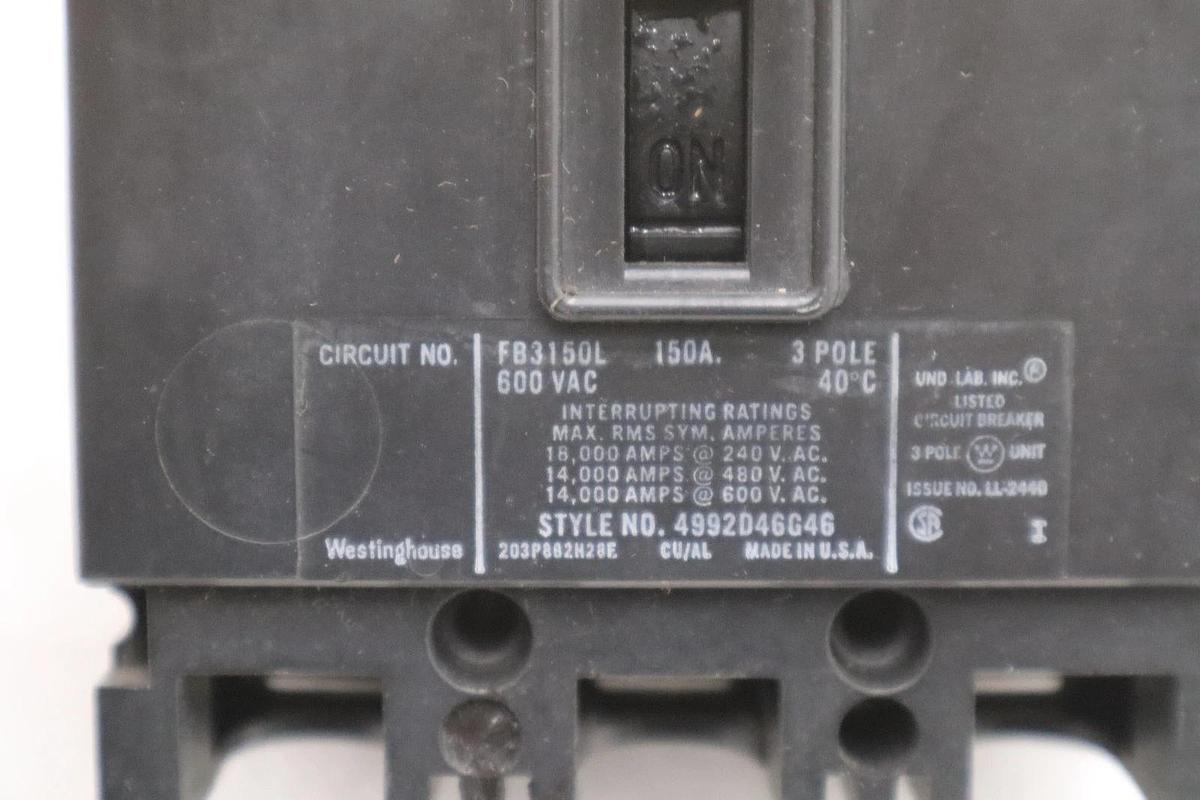 ON
CIRCUIT NO.
FB3150L 150A. 3 POLE
600 VAC 40°C
INTERRUPTING RATINGS
MAX. RMS SYM. AMPERES
18,000 AMPS @ 240 V. AC.
14,000 AMPS @ 480 V. AC.
14,000 AMPS @ 600 V. AC.
STYLE NO. 4992D46G46
Westinghouse
203P862H28E CU/AL MADE IN U.S.A.
UND. LAB. INC.®
LISTED
CIRCUIT BREAKER
3 POLE W UNIT
ISSUE NO. LL-2440